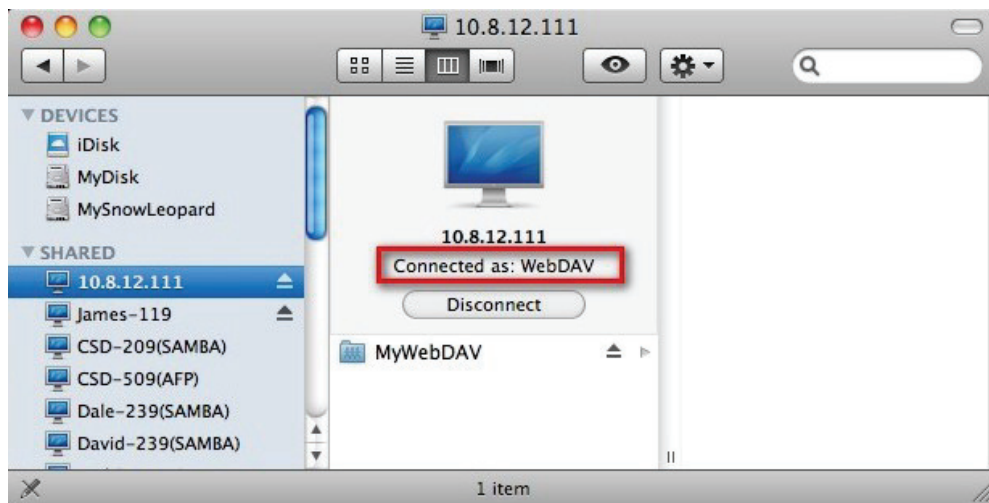 10.8.12.111
DEVICES
iDisk
MyDisk
MySnowLeopard
SHARED
10.8.12.111
James-119
CSD-209(SAMBA)
CSD-509(AFP)
Dale-239(SAMBA)
David-239(SAMBA)
10.8.12.111
Connected as: WebDAV
Disconnect
MyWebDAV
1 item